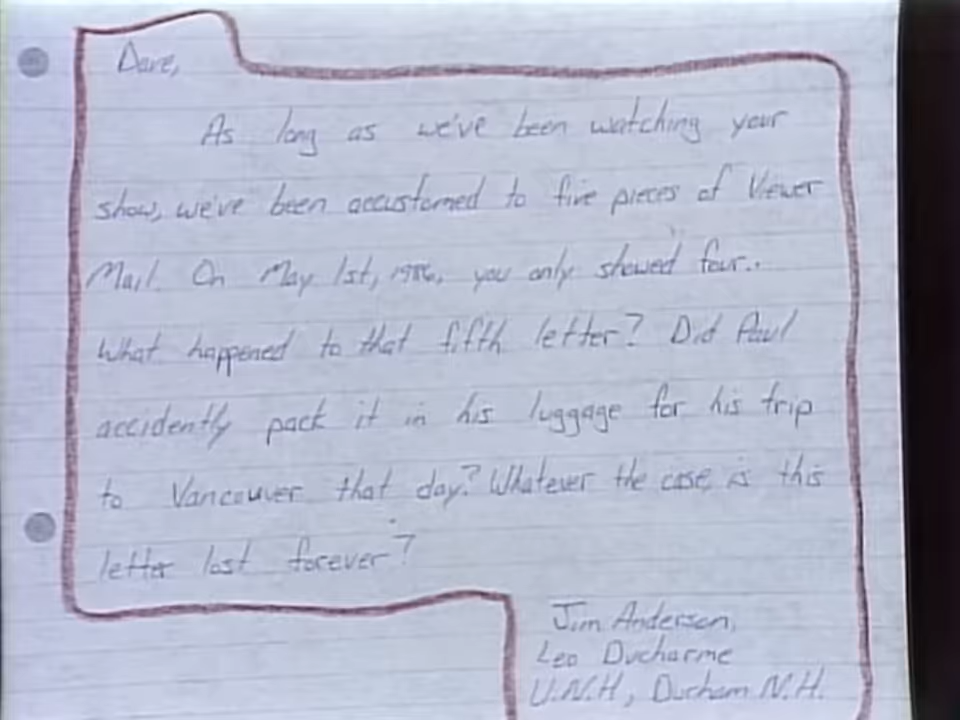 Dave,
As long as we've been watching your
show, we've been accustomed to five pieces of Viewer
Mail. On May 1st, 1986, you only showed four..
What happened to that fifth letter? Did Paul
accidently pack it in his luggage for his trip
to Vancouver that day? Whatever the case, is this
letter lost forever?
Jim Anderson,
Leo Ducharme
U.N.H., Durham N.H.